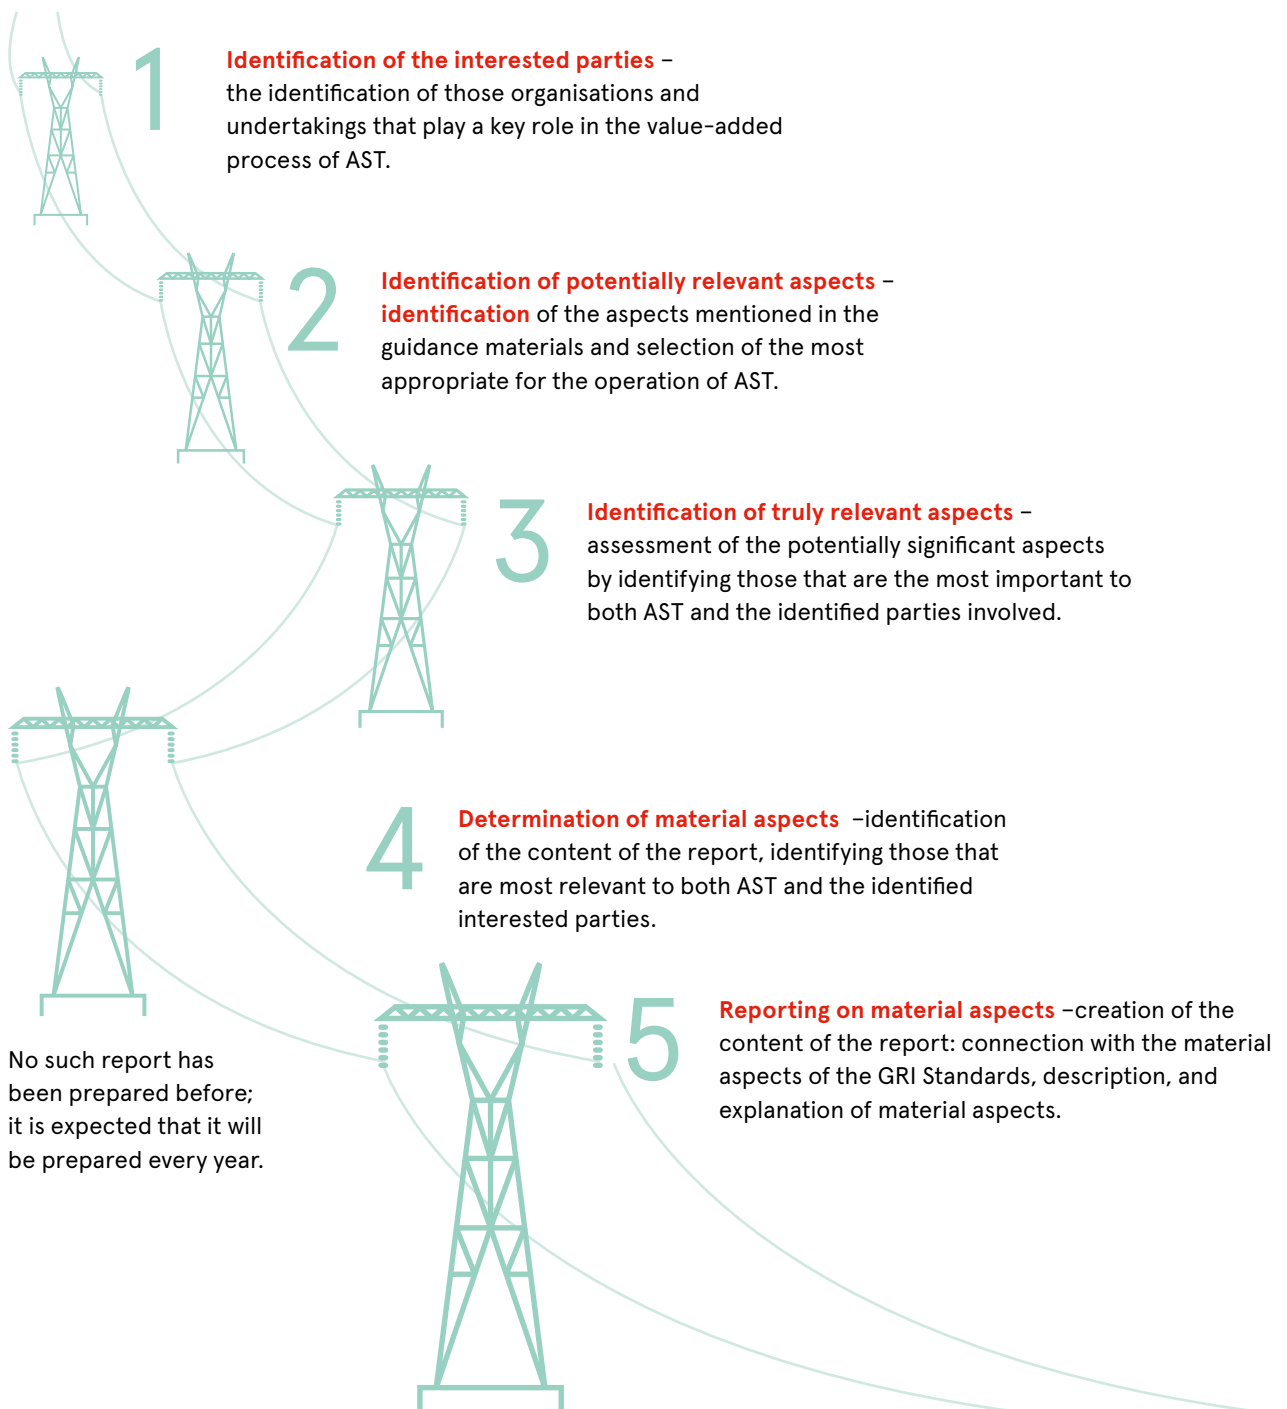 1
Identification of the interested parties –
the identification of those organisations and
undertakings that play a key role in the value-added
process of AST.
2
Identification of potentially relevant aspects –
identification of the aspects mentioned in the
guidance materials and selection of the most
appropriate for the operation of AST.
3
Identification of truly relevant aspects –
assessment of the potentially significant aspects
by identifying those that are the most important to
both AST and the identified parties involved.
4
Determination of material aspects –identification
of the content of the report, identifying those that
are most relevant to both AST and the identified
interested parties.
5
Reporting on material aspects –creation of the
content of the report: connection with the material
aspects of the GRI Standards, description, and
explanation of material aspects.
No such report has
been prepared before;
it is expected that it will
be prepared every year.